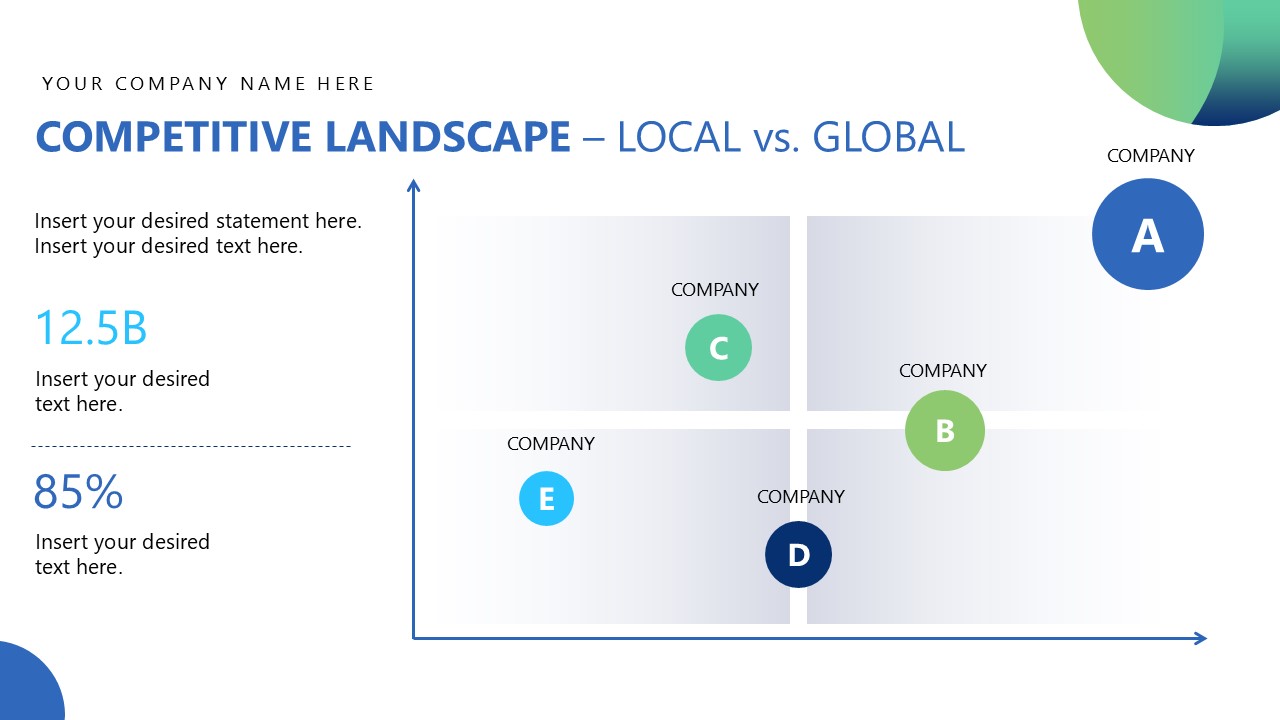 YOUR COMPANY NAME HERE
COMPETITIVE LANDSCAPE – LOCAL vs. GLOBAL
Insert your desired statement here.
Insert your desired text here.
12.5B
Insert your desired
text here.
85%
Insert your desired
text here.
COMPANY
A
COMPANY
C
COMPANY
B
COMPANY
E
COMPANY
D